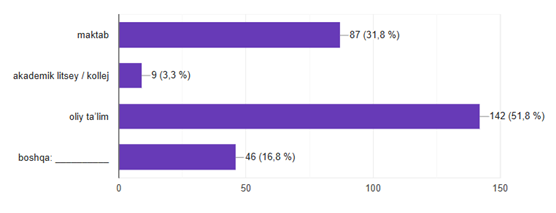 maktab
87 (31,8 %)
akademik litsey / kollej
9 (3,3 %)
oliy ta'lim
142 (51,8 %)
boshqa: ___________
46 (16,8 %)
0 50 100 150